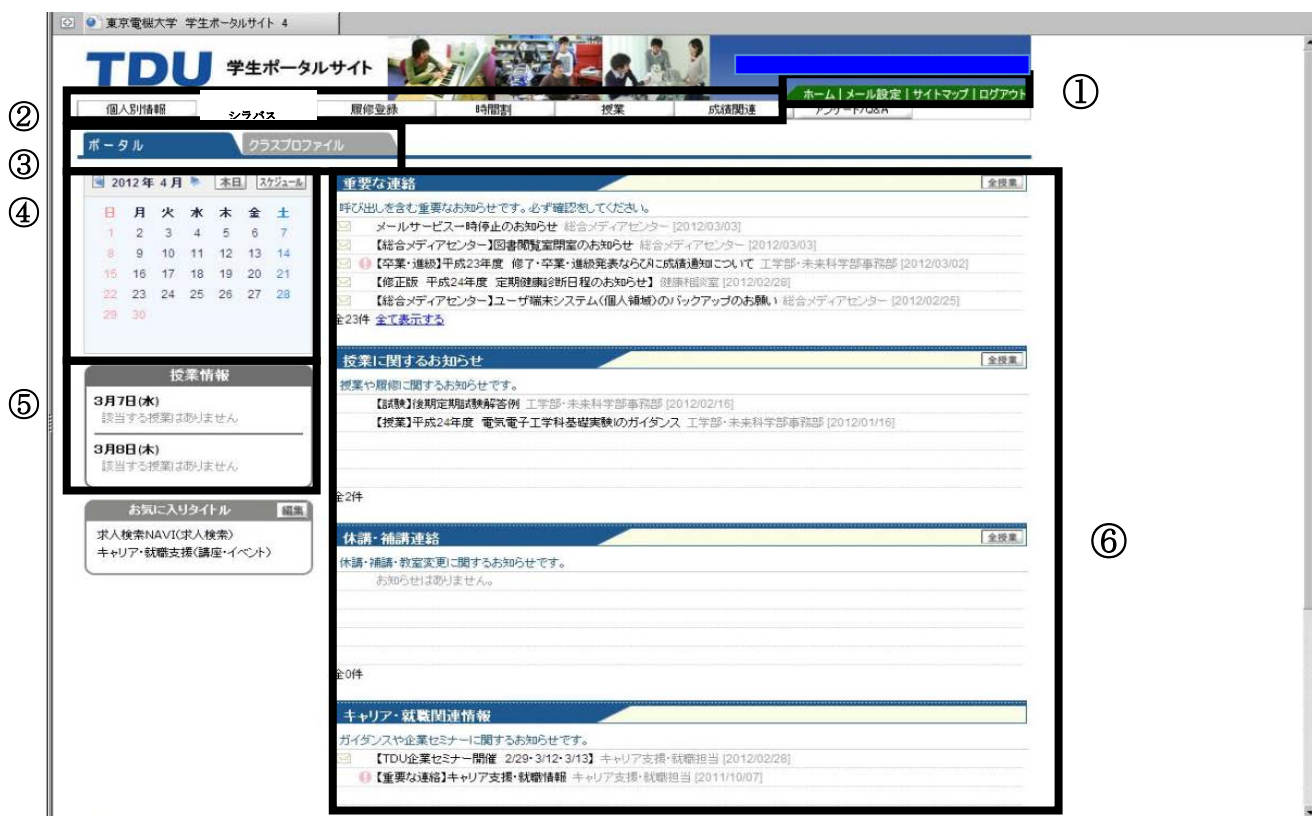 東京電機大学 学生ポータルサイト 4
TDU 学生ポータルサイト
ホーム | メール設定 | サイトマップ | ログアウト
①
②
個人別情報 シラバス 履修登録 時間割 授業 成績関連 アンケート/Q&A
ポータル クラスプロファイル
③
④
2012年 4月 本日 スケジュール
日 月 火 水 木 金 土
1 2 3 4 5 6 7
8 9 10 11 12 13 14
15 16 17 18 19 20 21
22 23 24 25 26 27 28
29 30
⑤
授業情報
3月7日(水)
該当する授業はありません
3月8日(木)
該当する授業はありません
お気に入りタイトル 編集
求人検索NAVI(求人検索)
キャリア・就職支援(講座・イベント)
重要な連絡 全授業
呼び出しを含む重要なお知らせです。必ず確認をしてください。
メールサービス一時停止のお知らせ 総合メディアセンター [2012/03/03]
【総合メディアセンター】図書閲覧室閉室のお知らせ 総合メディアセンター [2012/03/03]
【卒業・進級】平成23年度 修了・卒業・進級発表ならびに成績通知について 工学部・未来科学部事務部 [2012/03/02]
【修正版 平成24年度 定期健康診断日程のお知らせ】 健康相談室 [2012/02/28]
【総合メディアセンター】ユーザ端末システム(個人領域)のバックアップのお願い 総合メディアセンター [2012/02/25]
全23件 全て表示する
授業に関するお知らせ 全授業
授業や履修に関するお知らせです。
【試験】後期定期試験解答例 工学部・未来科学部事務部 [2012/02/16]
【授業】平成24年度 電気電子工学科基礎実験Iのガイダンス 工学部・未来科学部事務部 [2012/01/16]
全2件
休講・補講連絡 全授業
休講・補講・教室変更に関するお知らせです。
お知らせはありません。
全0件
⑥
キャリア・就職関連情報
ガイダンスや企業セミナーに関するお知らせです。
【TDU企業セミナー開催 2/29・3/12・3/13】 キャリア支援・就職担当 [2012/02/28]
【重要な連絡】キャリア支援・就職情報 キャリア支援・就職担当 [2011/10/07]